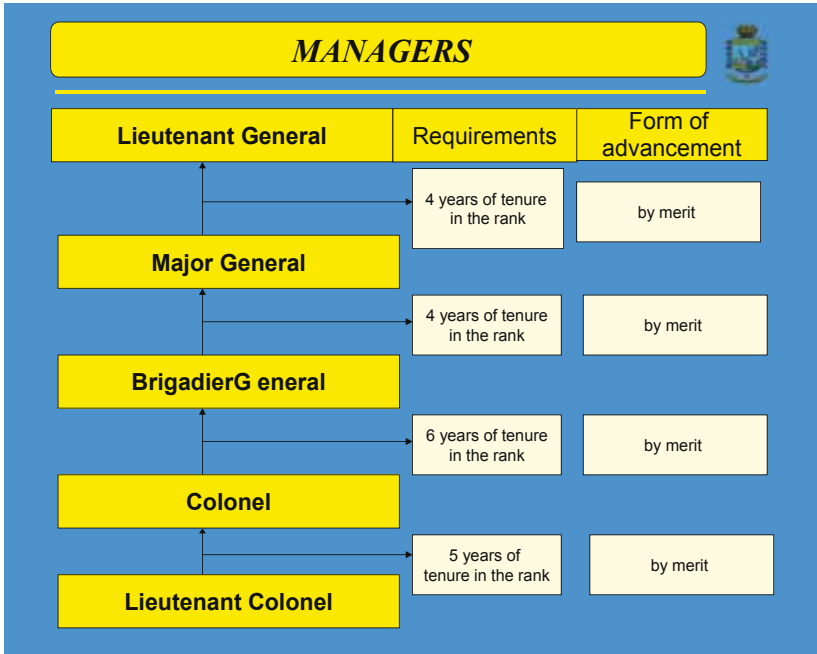 MANAGERS
Lieutenant General
Requirements
Form of
advancement
4 years of tenure
in the rank
by merit
Major General
4 years of tenure
in the rank
by merit
BrigadierG eneral
6 years of tenure
in the rank
by merit
Colonel
5 years of
tenure in the rank
by merit
Lieutenant Colonel